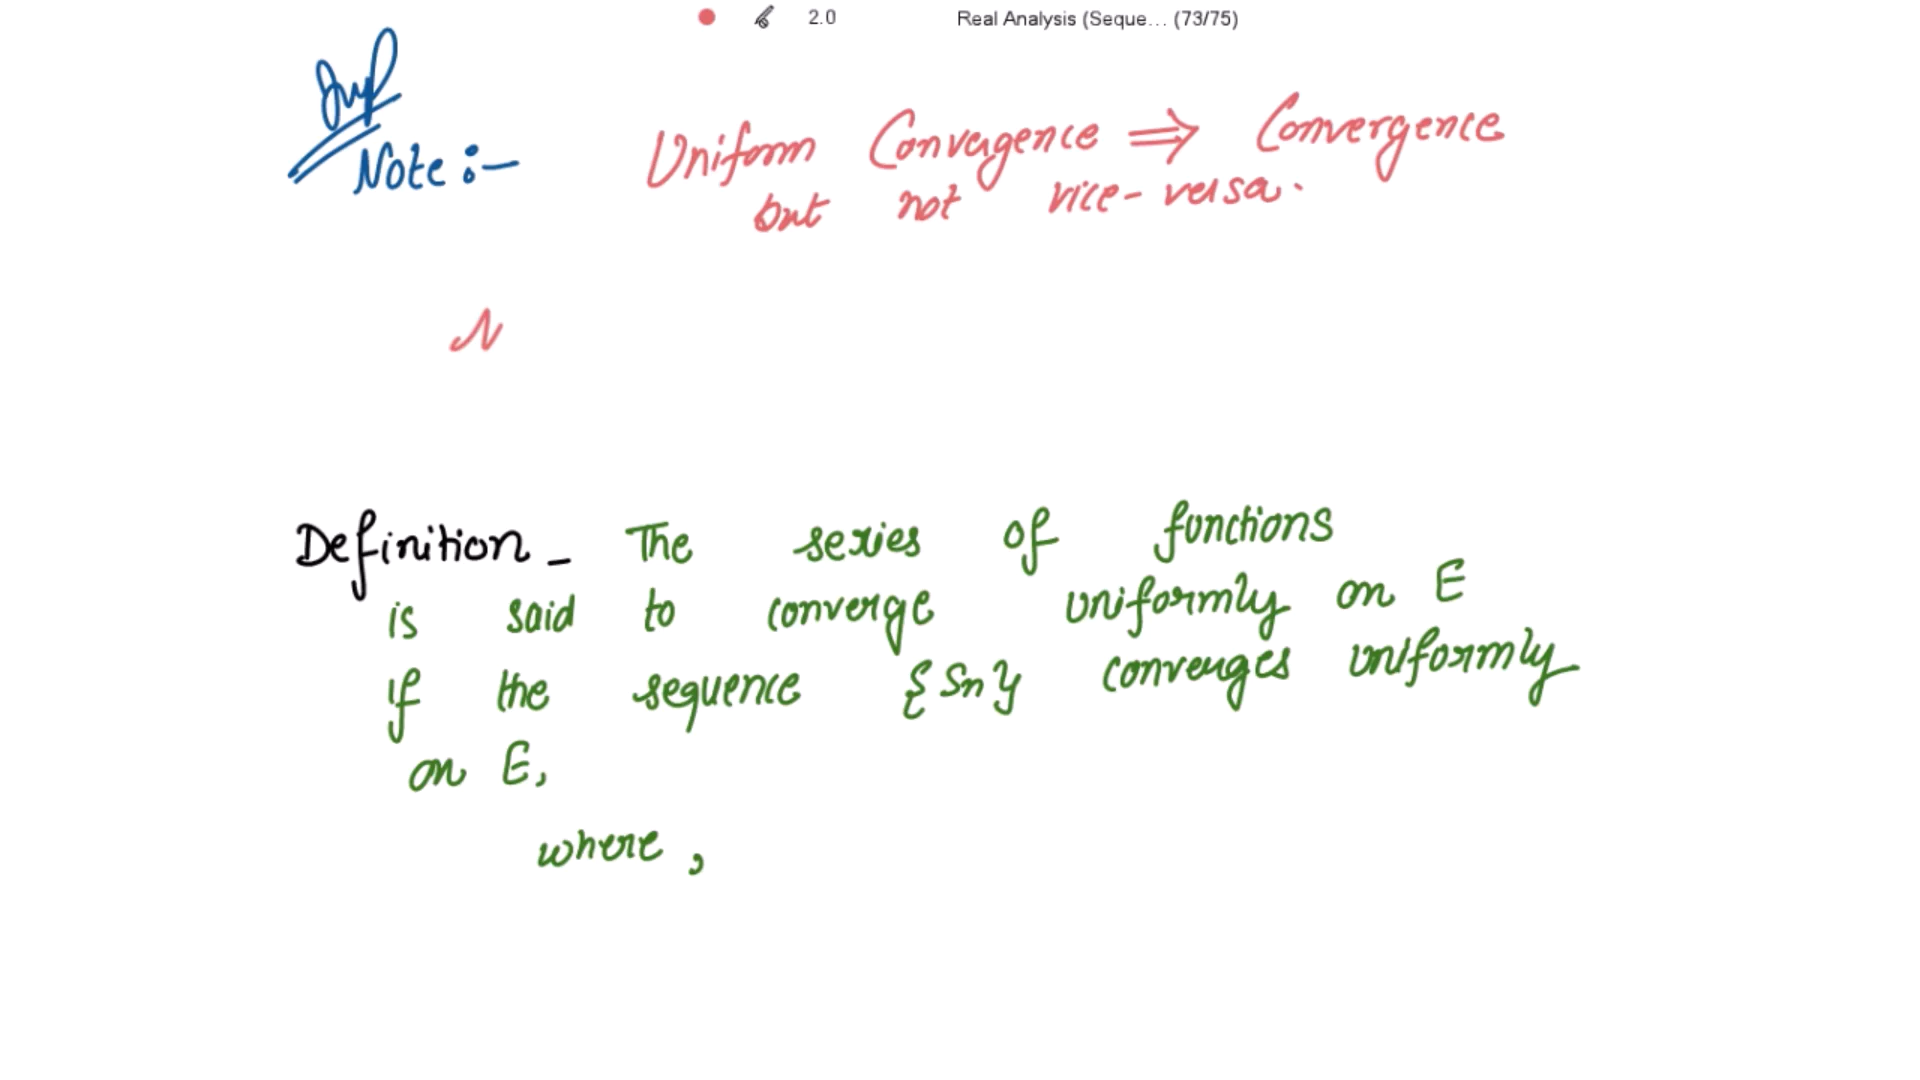 2.0 Real Analysis (Seque... (73/75)
Imp
Note :-
Uniform Convergence ⇒ Convergence
but not vice-versa.
N
Definition - The series of functions
is said to converge uniformly on E
if the sequence {Sn} converges uniformly
on E,
where ,